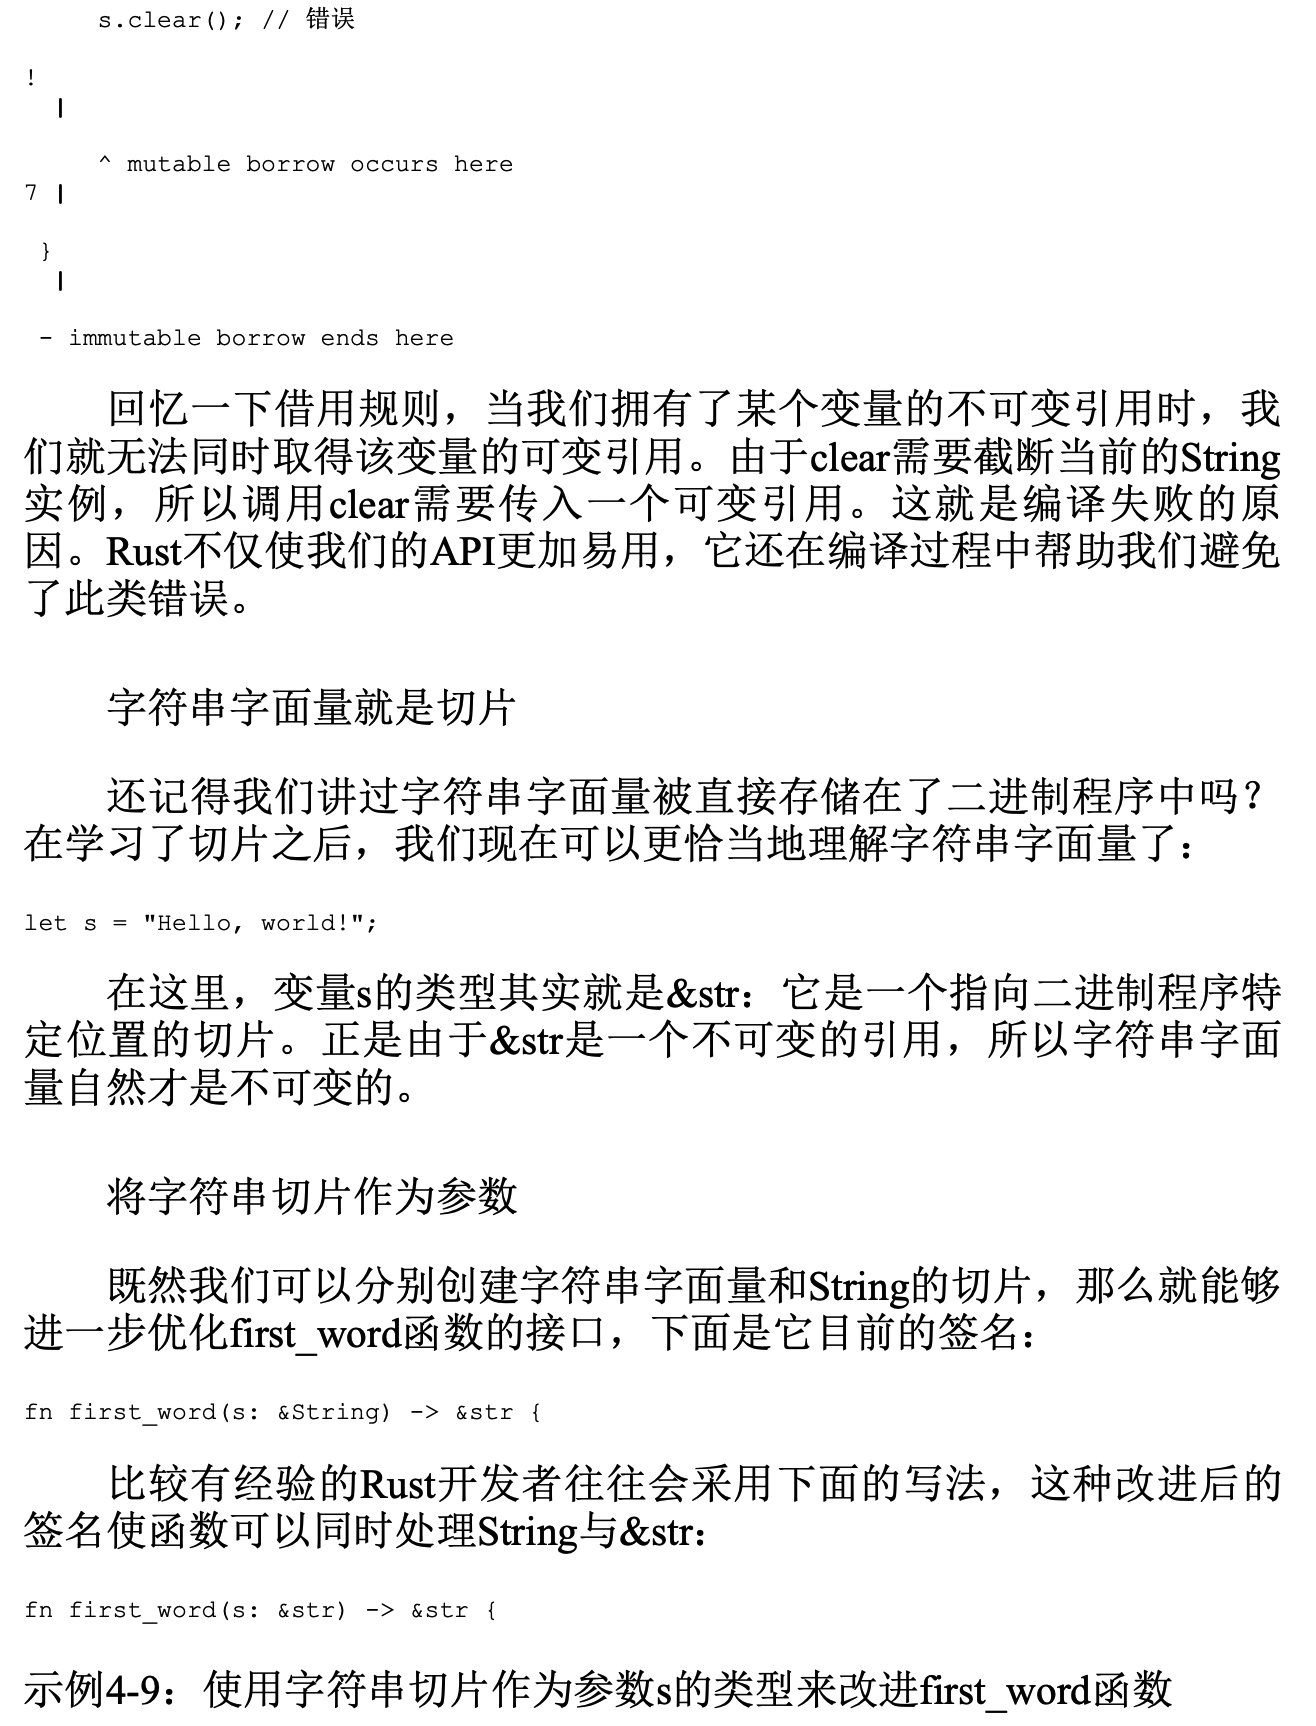 s.clear(); // 错误
!
|
^ mutable borrow occurs here
7 |
}
|
- immutable borrow ends here
回忆一下借用规则，当我们拥有了某个变量的不可变引用时，我
们就无法同时取得该变量的可变引用。由于clear需要截断当前的String
实例，所以调用clear需要传入一个可变引用。这就是编译失败的原
因。Rust不仅使我们的API更加易用，它还在编译过程中帮助我们避免
了此类错误。
字符串字面量就是切片
还记得我们讲过字符串字面量被直接存储在了二进制程序中吗？
在学习了切片之后，我们现在可以更恰当地理解字符串字面量了：
let s = "Hello, world!";
在这里，变量s的类型其实就是&str：它是一个指向二进制程序特
定位置的切片。正是由于&str是一个不可变的引用，所以字符串字面
量自然才是不可变的。
将字符串切片作为参数
既然我们可以分别创建字符串字面量和String的切片，那么就能够
进一步优化first_word函数的接口，下面是它目前的签名：
fn first_word(s: &String) -> &str {
比较有经验的Rust开发者往往会采用下面的写法，这种改进后的
签名使函数可以同时处理String与&str：
fn first_word(s: &str) -> &str {
示例4-9：使用字符串切片作为参数s的类型来改进first_word函数